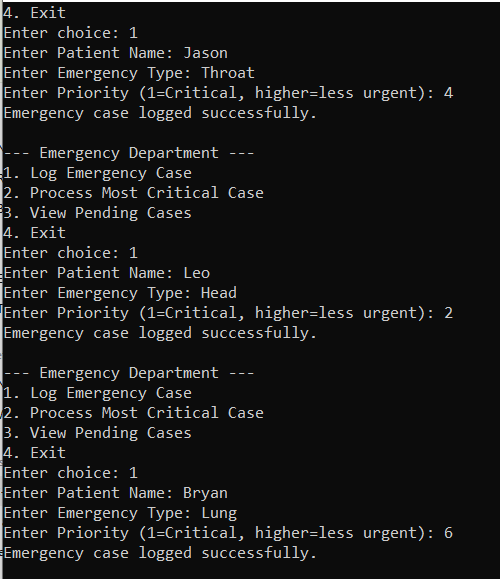 4. Exit
Enter choice: 1
Enter Patient Name: Jason
Enter Emergency Type: Throat
Enter Priority (1=Critical, higher=less urgent): 4
Emergency case logged successfully.
--- Emergency Department ---
1. Log Emergency Case
2. Process Most Critical Case
3. View Pending Cases
4. Exit
Enter choice: 1
Enter Patient Name: Leo
Enter Emergency Type: Head
Enter Priority (1=Critical, higher=less urgent): 2
Emergency case logged successfully.
--- Emergency Department ---
1. Log Emergency Case
2. Process Most Critical Case
3. View Pending Cases
4. Exit
Enter choice: 1
Enter Patient Name: Bryan
Enter Emergency Type: Lung
Enter Priority (1=Critical, higher=less urgent): 6
Emergency case logged successfully.